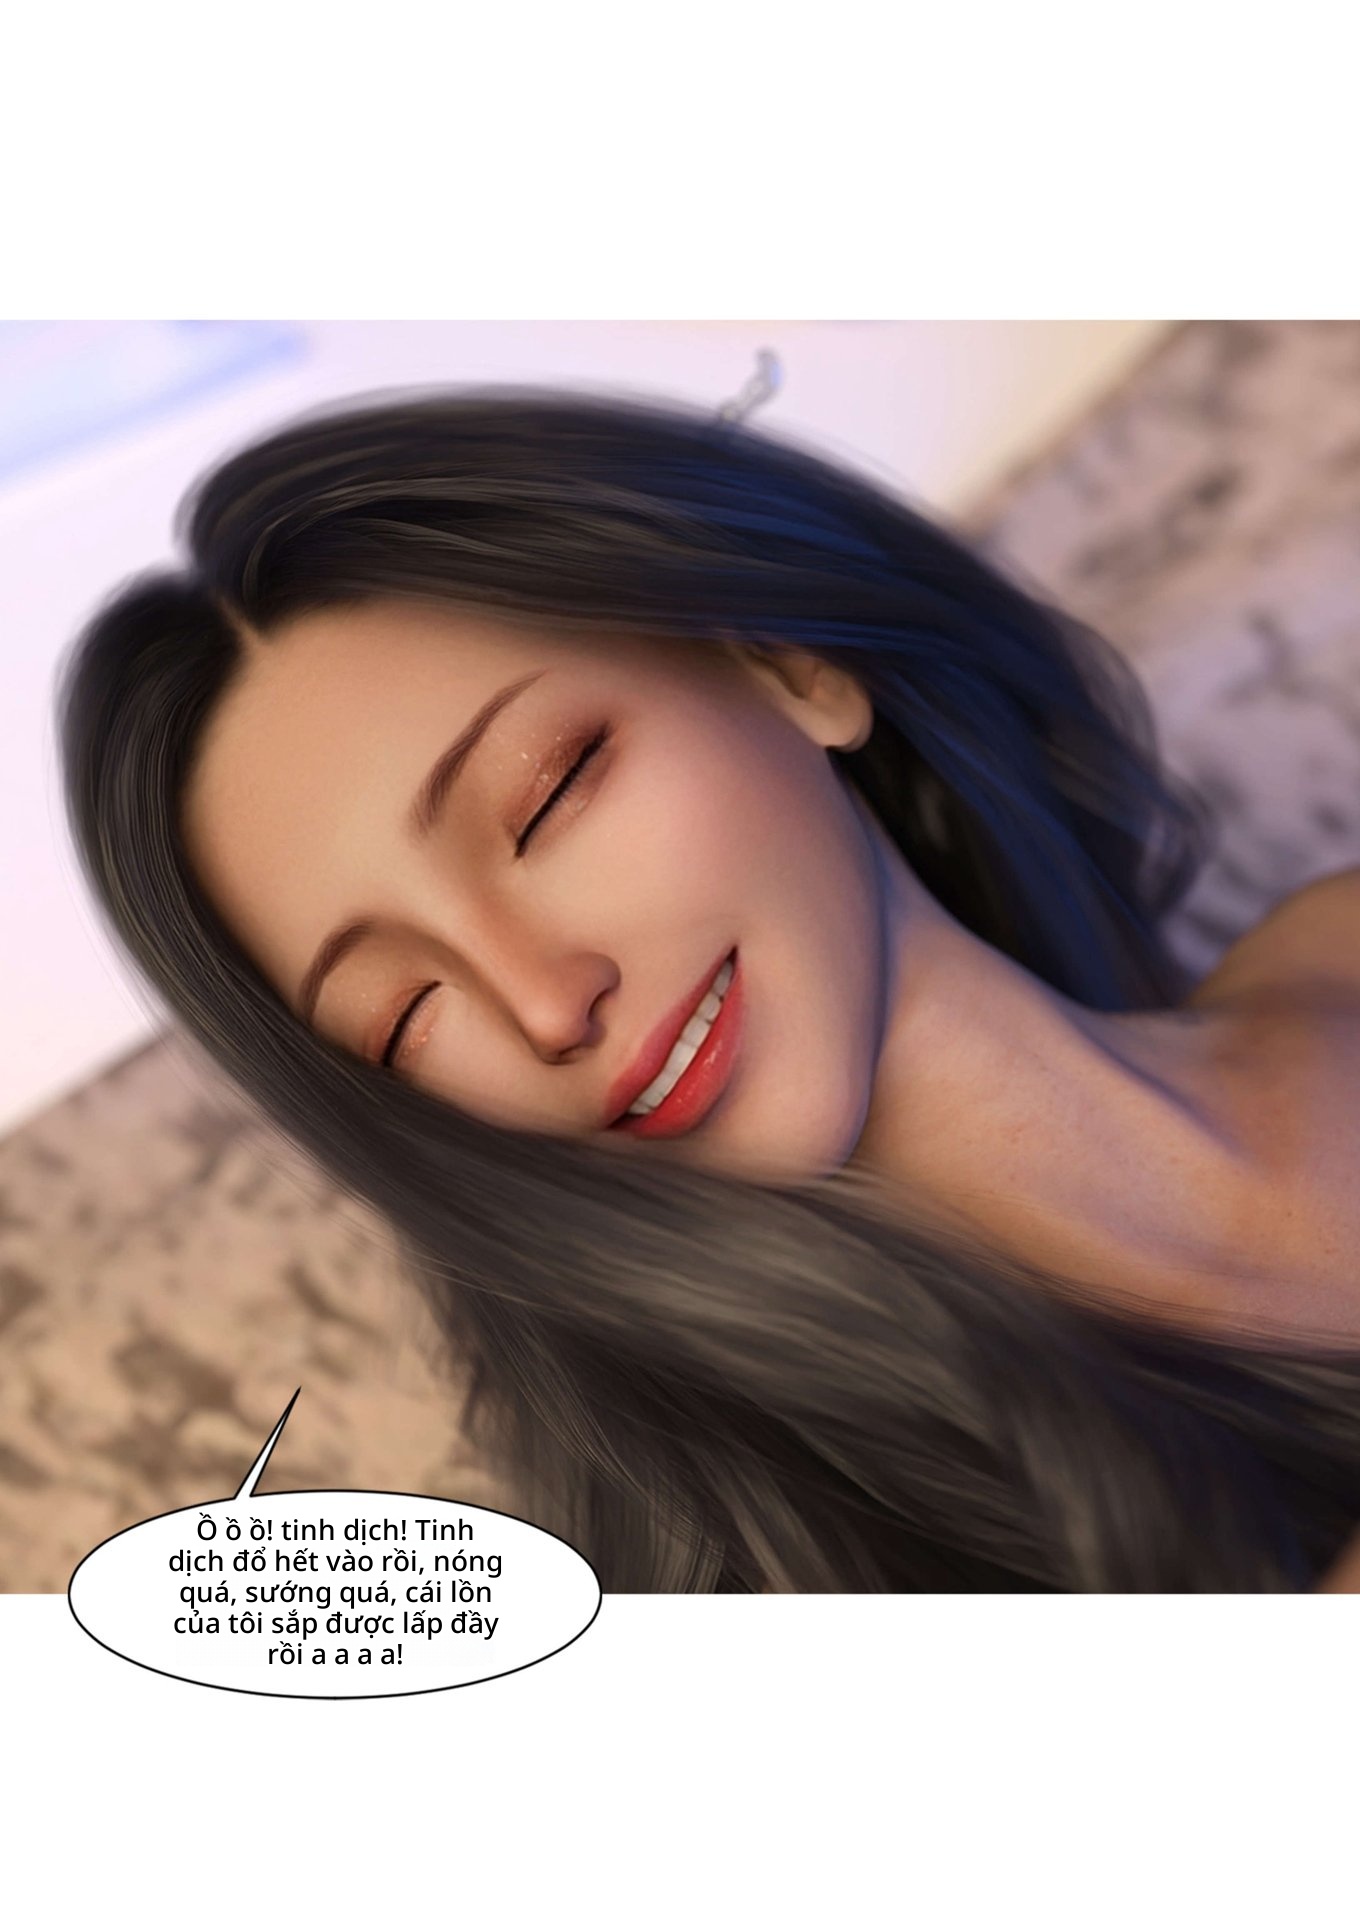 Ồ ồ ồ! tinh dịch! Tinh
dịch đổ hết vào rồi, nóng
quá, sướng quá, cái lồn
của tôi sắp được lấp đầy
rồi a a a a!